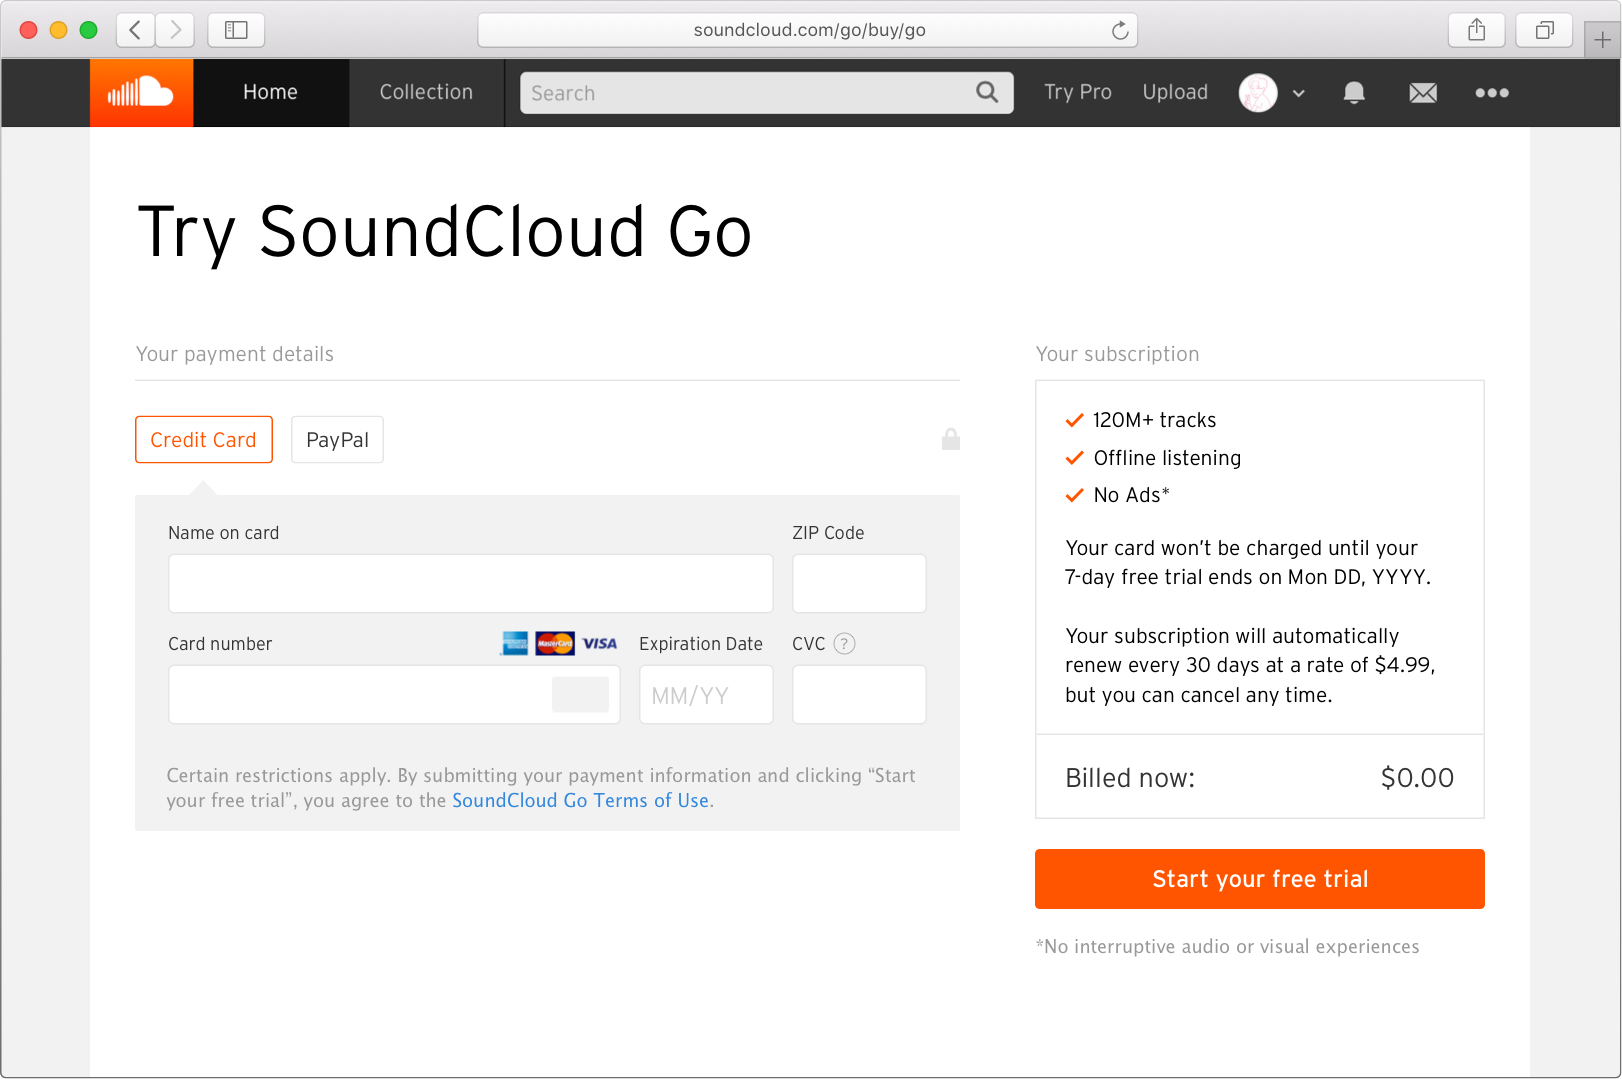 soundcloud.com/go/buy/go
Home
Collection
Search
Try Pro
Upload
Try SoundCloud Go
Your payment details
Credit Card
PayPal
Name on card
ZIP Code
Card number
MasterCard
VISA
Expiration Date
CVC ?
MM/YY
Certain restrictions apply. By submitting your payment information and clicking “Start
your free trial”, you agree to the SoundCloud Go Terms of Use.
Your subscription
120M+ tracks
Offline listening
No Ads*
Your card won’t be charged until your
7-day free trial ends on Mon DD, YYYY.
Your subscription will automatically
renew every 30 days at a rate of $4.99,
but you can cancel any time.
Billed now: $0.00
Start your free trial
*No interruptive audio or visual experiences